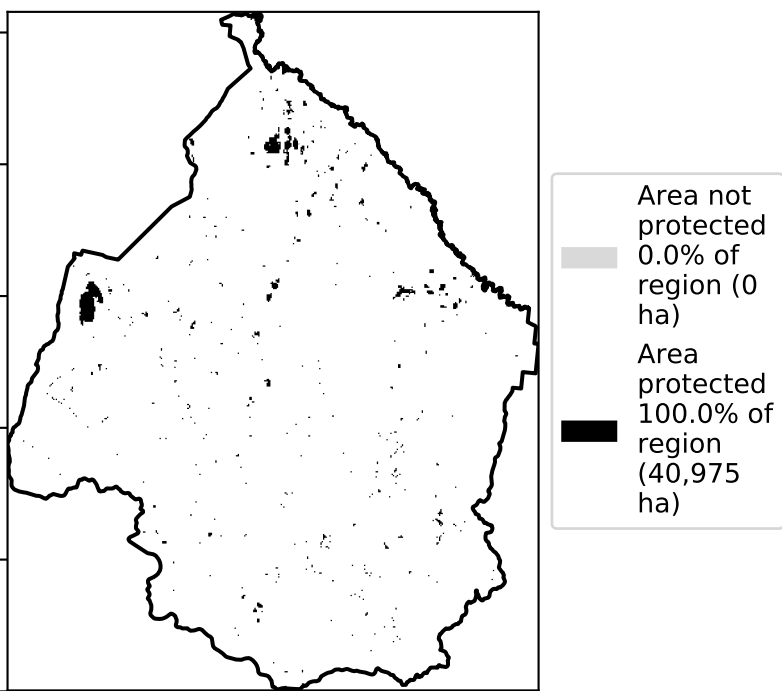 Area not
protected
0.0% of
region (0
ha)
Area
protected
100.0% of
region
(40,975
ha)